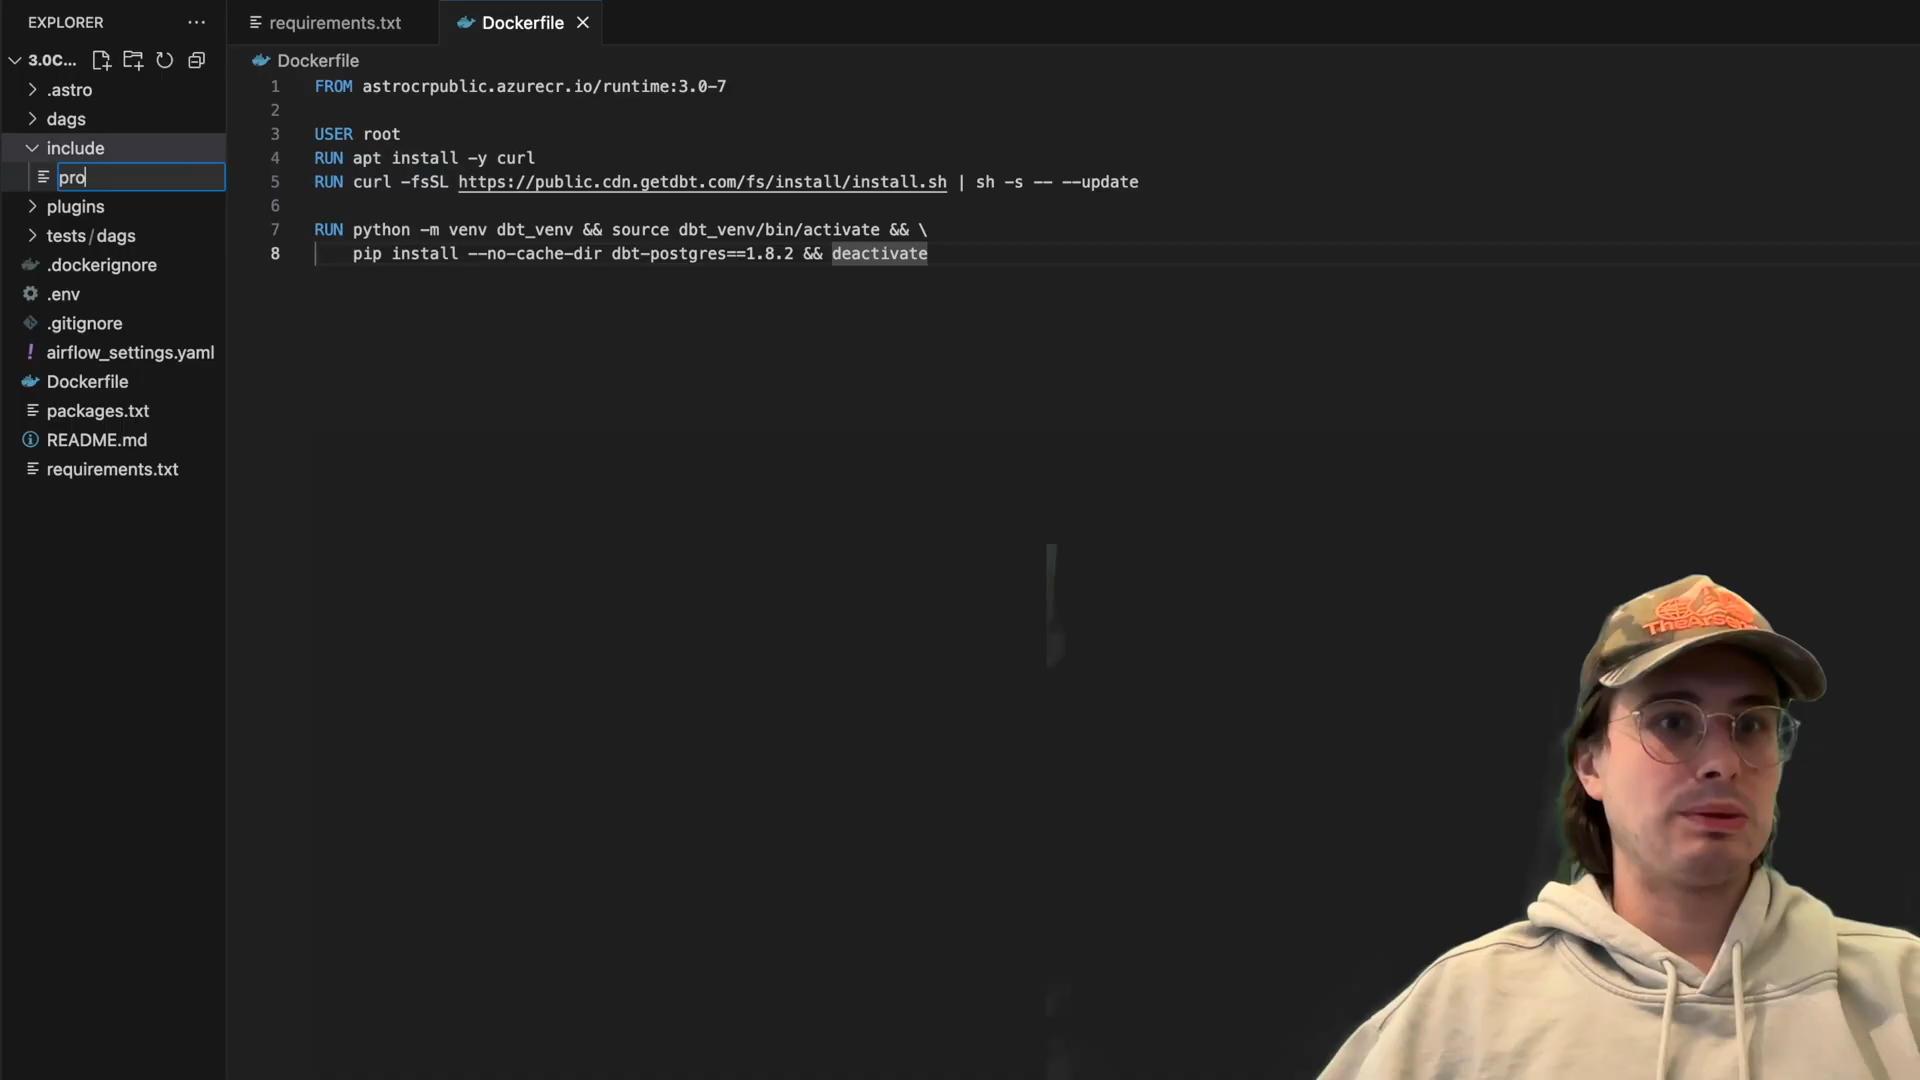 EXPLORER
3.0C...
.astro
dags
include
pro
plugins
tests/dags
.dockerignore
.env
.gitignore
airflow_settings.yaml
Dockerfile
packages.txt
README.md
requirements.txt
requirements.txt
Dockerfile
Dockerfile
1 FROM astrocrpublic.azurecr.io/runtime:3.0-7
2
3 USER root
4 RUN apt install -y curl
5 RUN curl -fsSL https://public.cdn.getdbt.com/fs/install/install.sh | sh -s -- --update
6
7 RUN python -m venv dbt_venv && source dbt_venv/bin/activate && \
8 pip install --no-cache-dir dbt-postgres==1.8.2 && deactivate